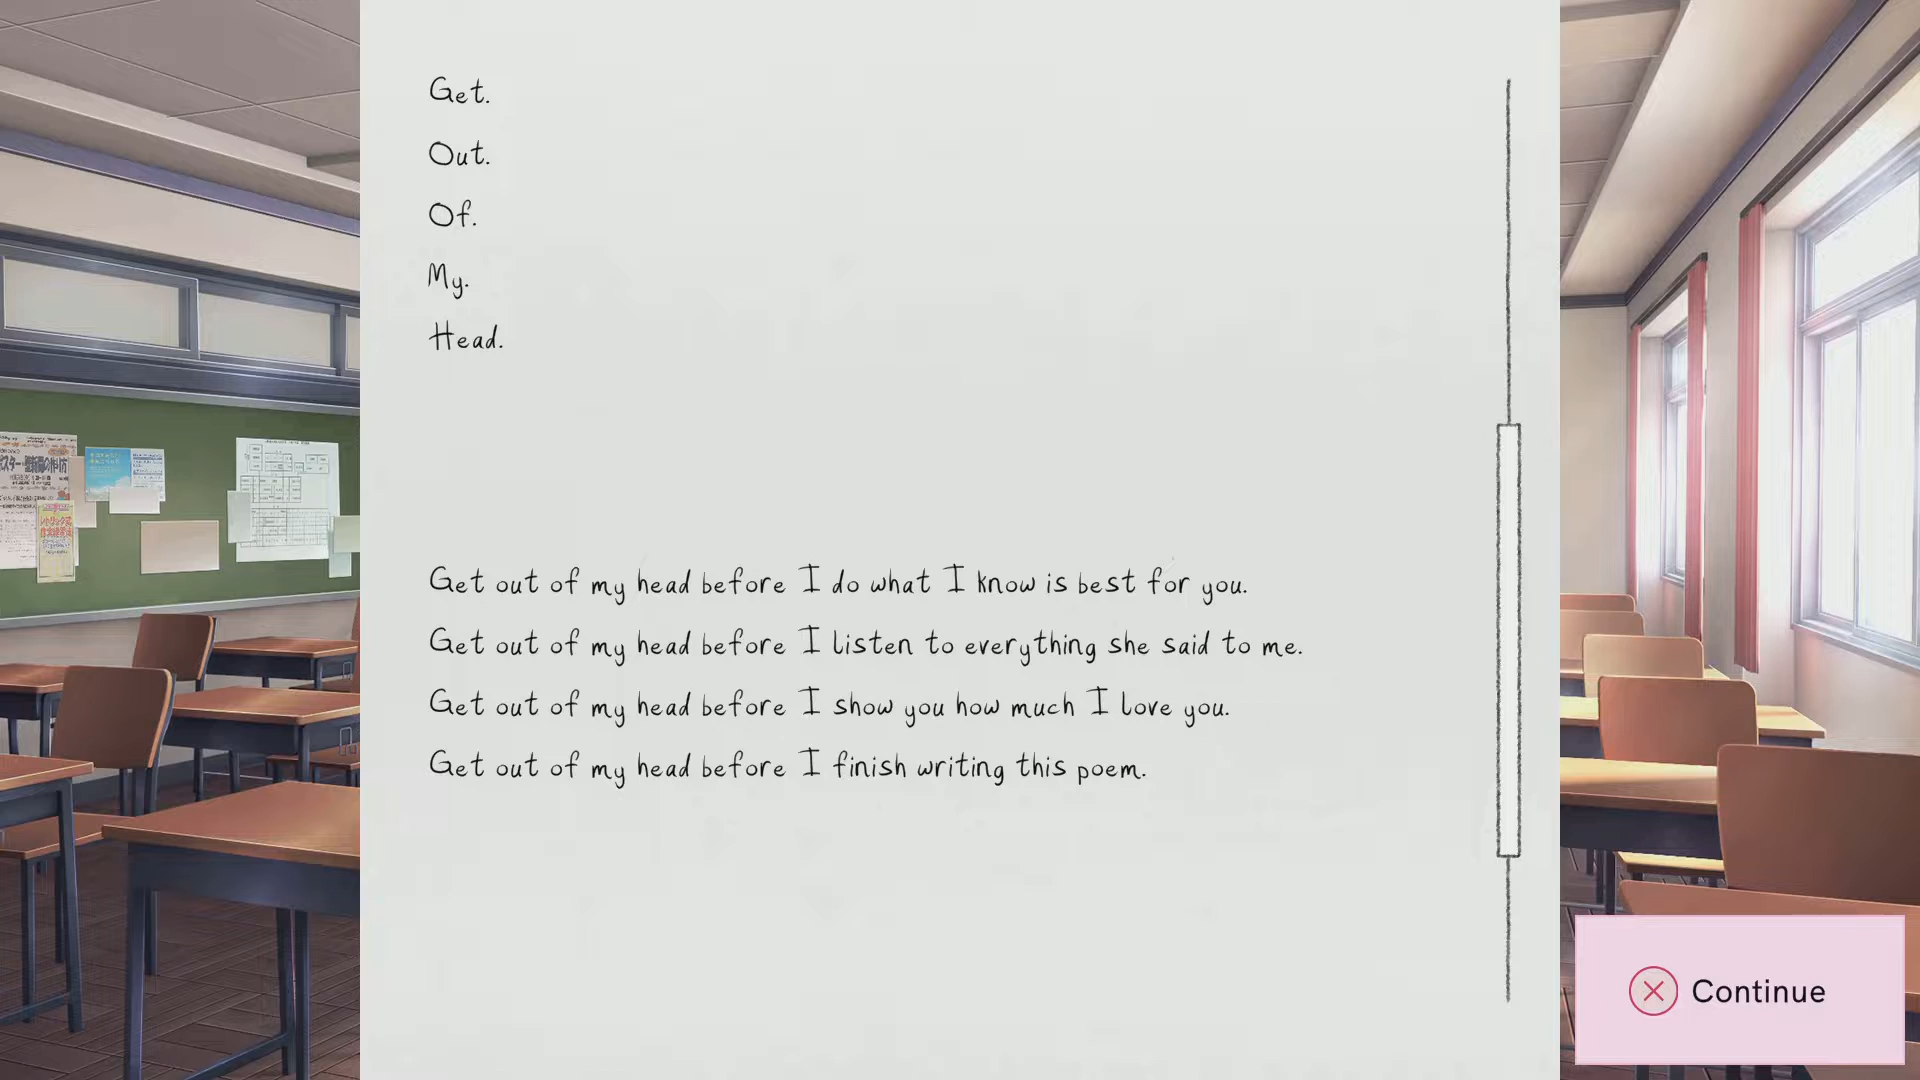 Get.
Out.
Of.
My.
Head.
Get out of my head before I do what I know is best for you.
Get out of my head before I listen to everything she said to me.
Get out of my head before I show you how much I love you.
Get out of my head before I finish writing this poem.
Continue